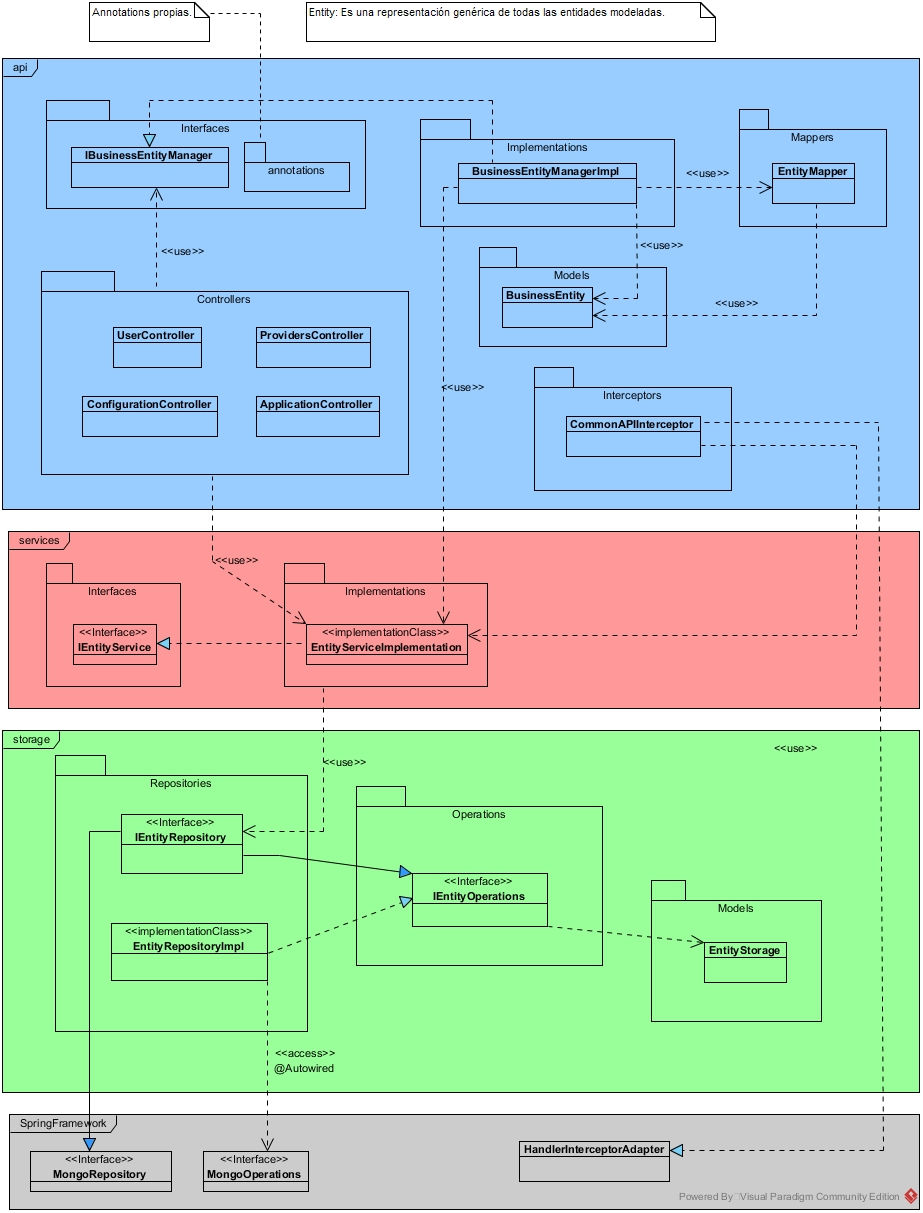 Annotations propias.
Entity: Es una representación genérica de todas las entidades modeladas.
api
Interfaces
IBusinessEntityManager
annotations
Implementations
BusinessEntityManagerImpl
<<use>>
Mappers
EntityMapper
<<use>>
<<use>>
Models
BusinessEntity
<<use>>
Controllers
UserController
ProvidersController
ConfigurationController
ApplicationController
<<use>>
Interceptors
CommonAPIInterceptor
services
<<use>>
Interfaces
<<Interface>>
IEntityService
Implementations
<<implementationClass>>
EntityServiceImplementation
storage
<<use>>
<<use>>
Repositories
<<Interface>>
IEntityRepository
<<implementationClass>>
EntityRepositoryImpl
Operations
<<Interface>>
IEntityOperations
Models
EntityStorage
<<access>>
@Autowired
SpringFramework
<<Interface>>
MongoRepository
<<Interface>>
MongoOperations
HandlerInterceptorAdapter
Powered By Visual Paradigm Community Edition